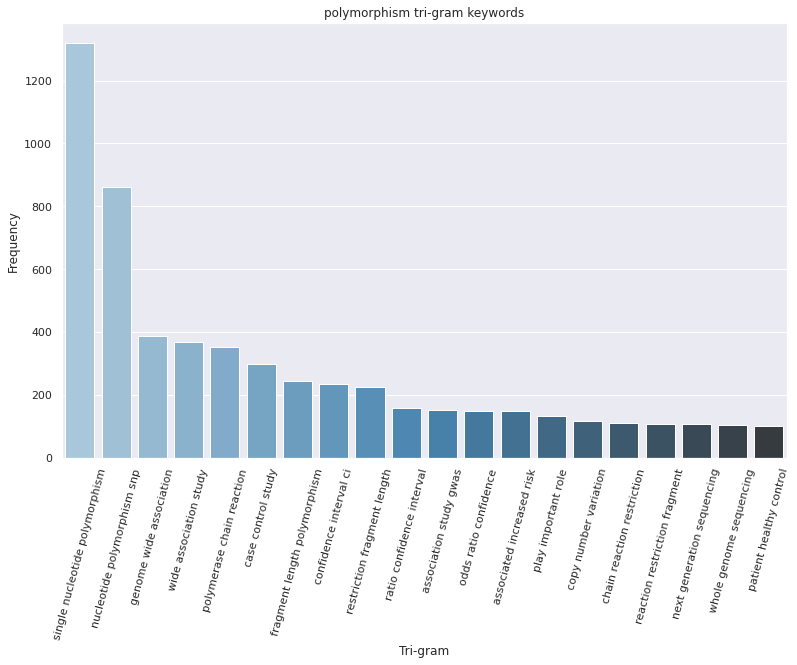 polymorphism tri-gram keywords
Frequency
1200
1000
800
600
400
200
0
single nucleotide polymorphism
nucleotide polymorphism snp
genome wide association
wide association study
polymerase chain reaction
case control study
fragment length polymorphism
confidence interval ci
restriction fragment length
ratio confidence interval
association study gwas
odds ratio confidence
associated increased risk
play important role
copy number variation
chain reaction restriction
reaction restriction fragment
next generation sequencing
whole genome sequencing
patient healthy control
Tri-gram